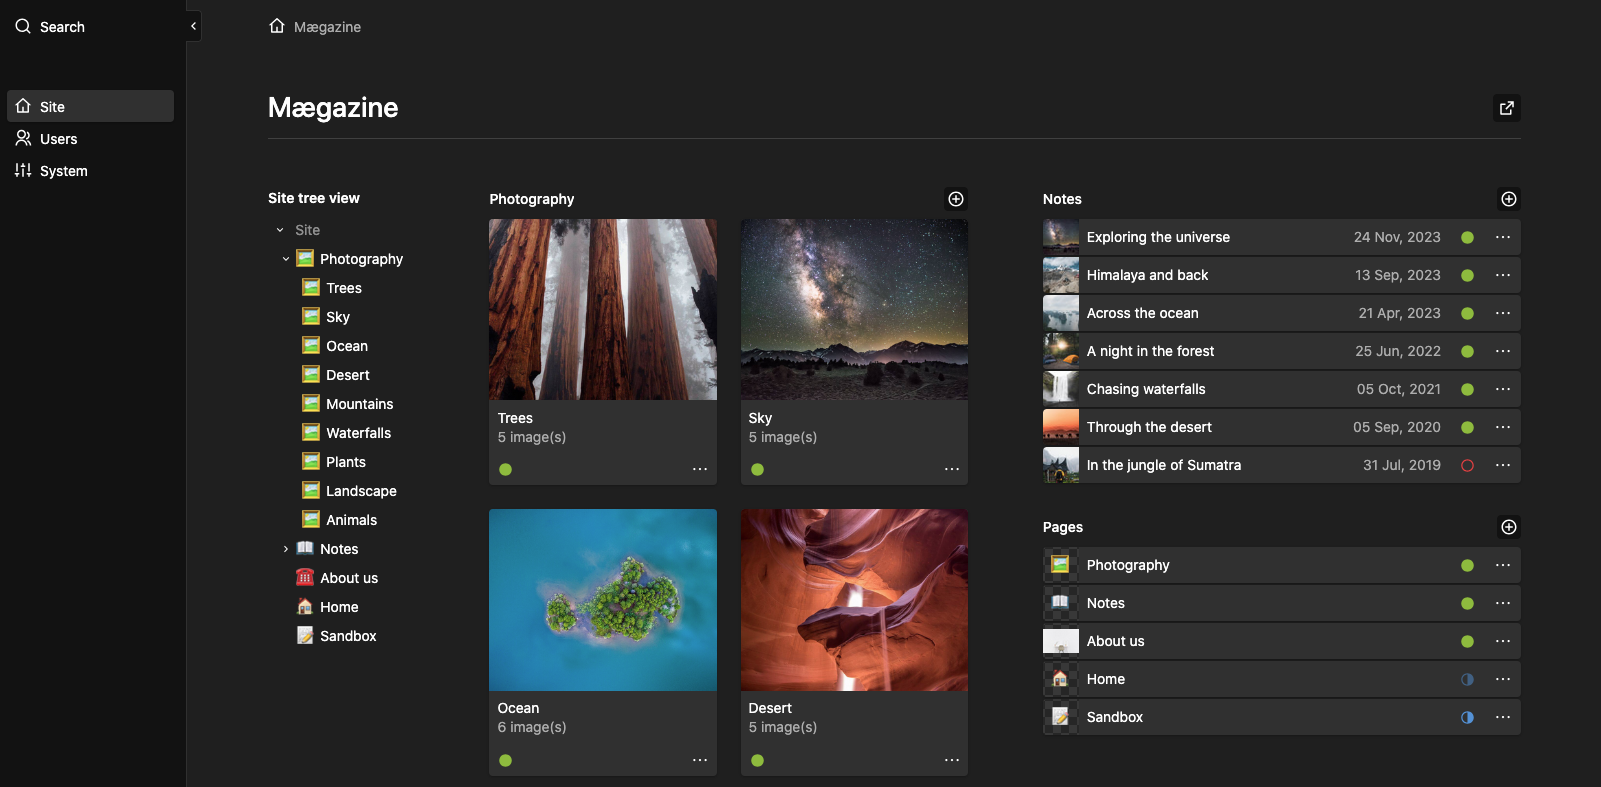 Search
Site
Users
System
Mægazine
Mægazine
Site tree view
Site
Photography
Trees
Sky
Ocean
Desert
Mountains
Waterfalls
Plants
Landscape
Animals
Notes
About us
Home
Sandbox
Photography
Trees
5 image(s)
Sky
5 image(s)
Ocean
6 image(s)
Desert
5 image(s)
Notes
Exploring the universe 24 Nov, 2023
Himalaya and back 13 Sep, 2023
Across the ocean 21 Apr, 2023
A night in the forest 25 Jun, 2022
Chasing waterfalls 05 Oct, 2021
Through the desert 05 Sep, 2020
In the jungle of Sumatra 31 Jul, 2019
Pages
Photography
Notes
About us
Home
Sandbox